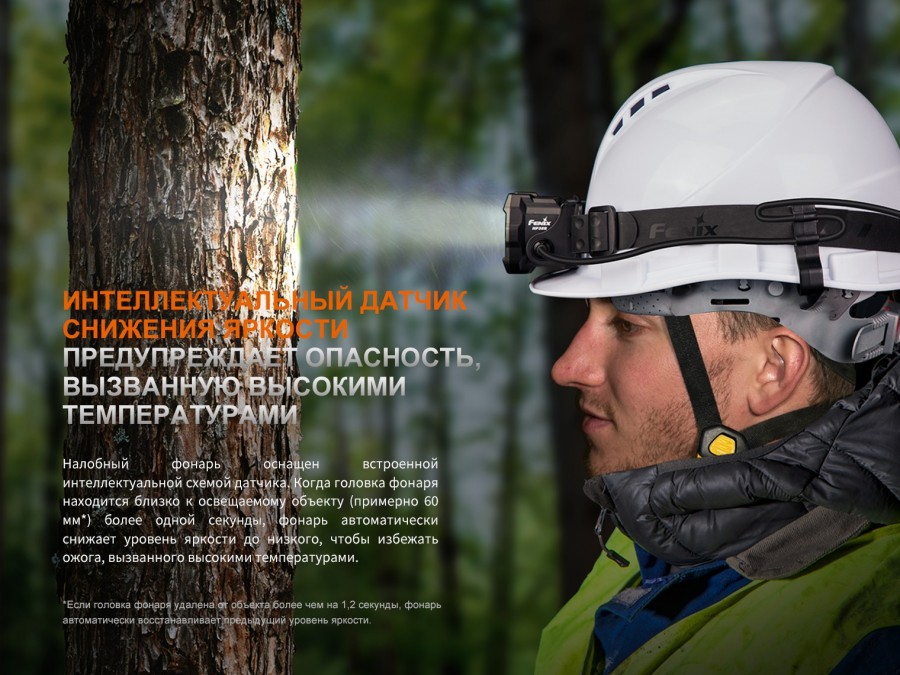 ИНТЕЛЛЕКТУАЛЬНЫЙ ДАТЧИК
СНИЖЕНИЯ ЯРКОСТИ
ПРЕДУПРЕЖДАЕТ ОПАСНОСТЬ,
ВЫЗВАННУЮ ВЫСОКИМИ
ТЕМПЕРАТУРАМИ
Налобный фонарь оснащен встроенной
интеллектуальной схемой датчика. Когда головка фонаря
находится близко к освещаемому объекту (примерно 60
мм*) более одной секунды, фонарь автоматически
снижает уровень яркости до низкого, чтобы избежать
ожога, вызванного высокими температурами.
*Если головка фонаря удалена от объекта более чем на 1,2 секунды, фонарь
автоматически восстанавливает предыдущий уровень яркости.
Fenix
Fenix